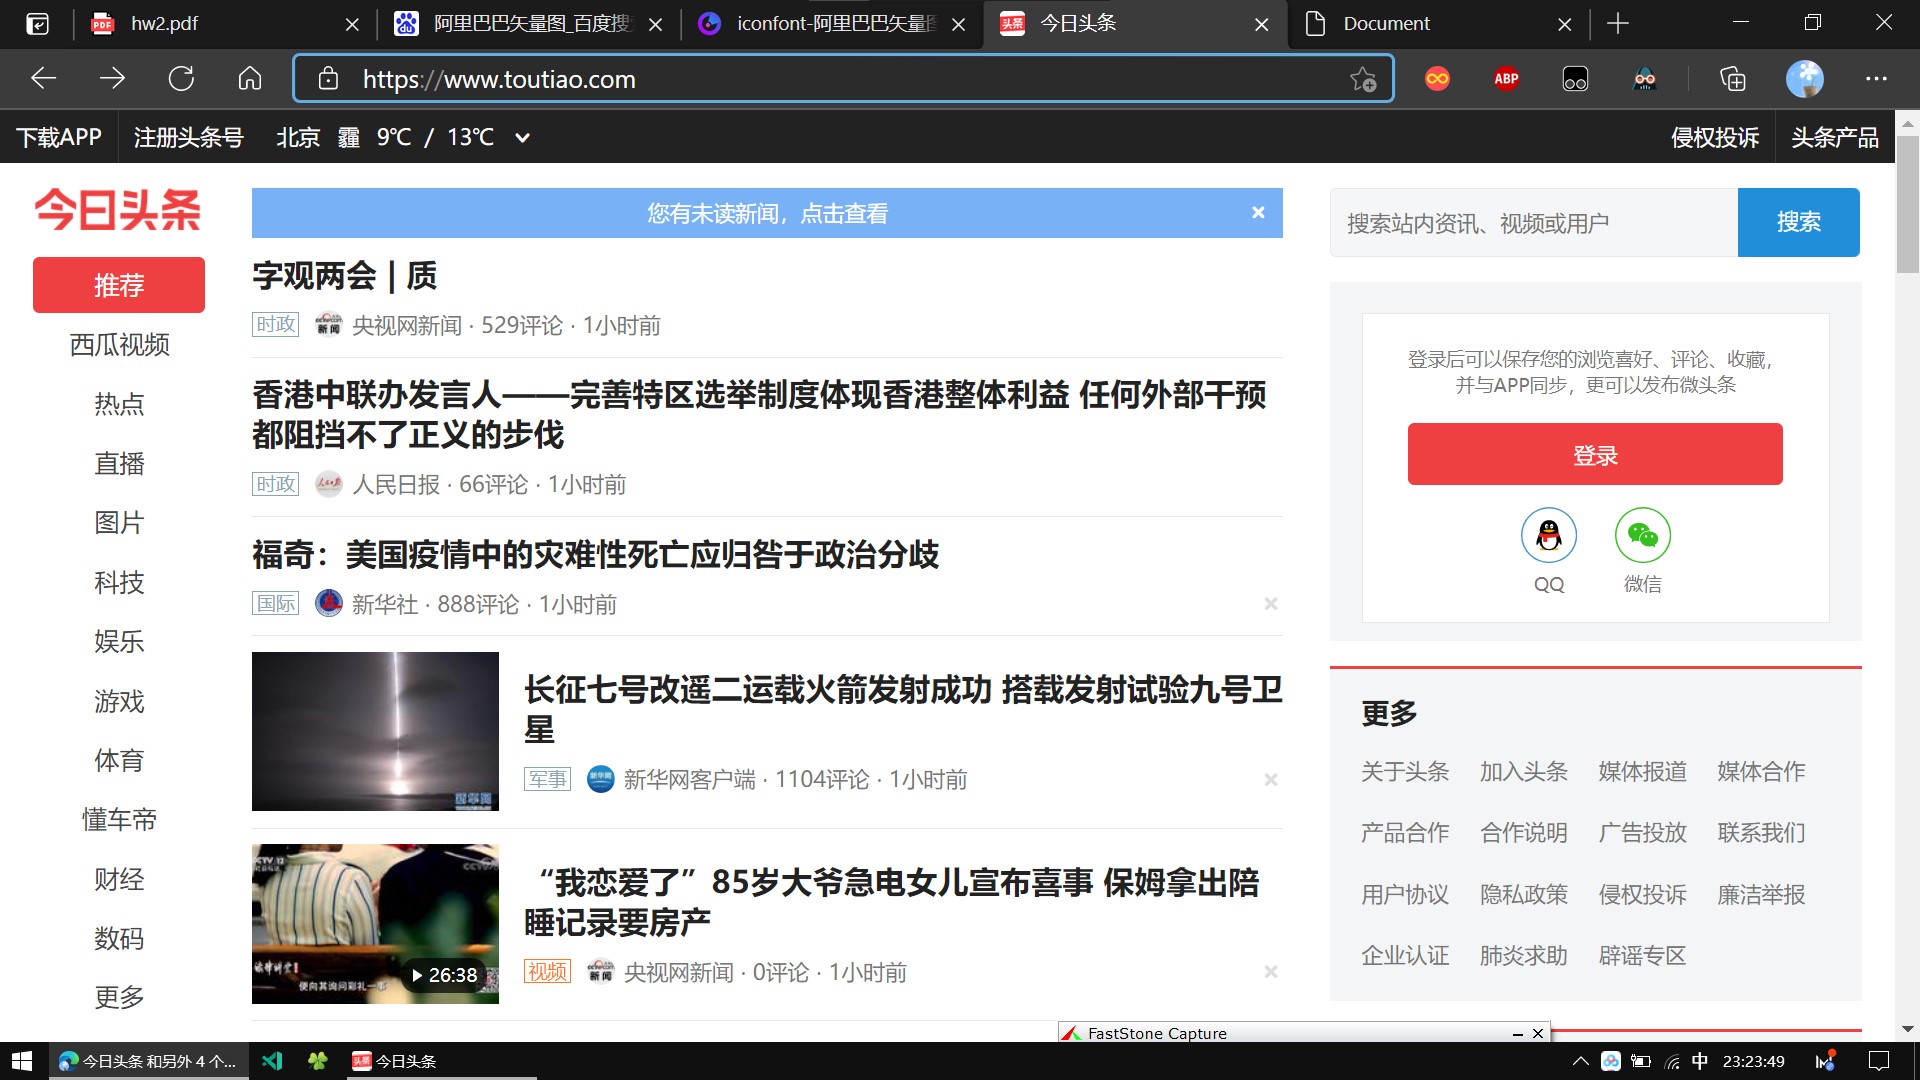 hw2.pdf
阿里巴巴矢量图_百度搜
iconfont-阿里巴巴矢量图
头条
今日头条
Document
https://www.toutiao.com
ABP
下载APP
注册头条号
北京 霾 9℃ / 13℃
侵权投诉
头条产品
今日头条
推荐
西瓜视频
热点
直播
图片
科技
娱乐
游戏
体育
懂车帝
财经
数码
更多
您有未读新闻，点击查看
字观两会 | 质
时政 央视网新闻 · 529评论 · 1小时前
香港中联办发言人——完善特区选举制度体现香港整体利益 任何外部干预
都阻挡不了正义的步伐
时政 人民日报 · 66评论 · 1小时前
福奇：美国疫情中的灾难性死亡应归咎于政治分歧
国际 新华社 · 888评论 · 1小时前
新华网
长征七号改遥二运载火箭发射成功 搭载发射试验九号卫
星
军事 新华网客户端 · 1104评论 · 1小时前
26:38
“我恋爱了”85岁大爷急电女儿宣布喜事 保姆拿出陪
睡记录要房产
视频 央视网新闻 · 0评论 · 1小时前
搜索站内资讯、视频或用户
搜索
登录后可以保存您的浏览喜好、评论、收藏，
并与APP同步，更可以发布微头条
登录
QQ
微信
更多
关于头条 加入头条 媒体报道 媒体合作
产品合作 合作说明 广告投放 联系我们
用户协议 隐私政策 侵权投诉 廉洁举报
企业认证 肺炎求助 辟谣专区
FastStone Capture
今日头条 和另外 4 个...
今日头条
中
23:23:49